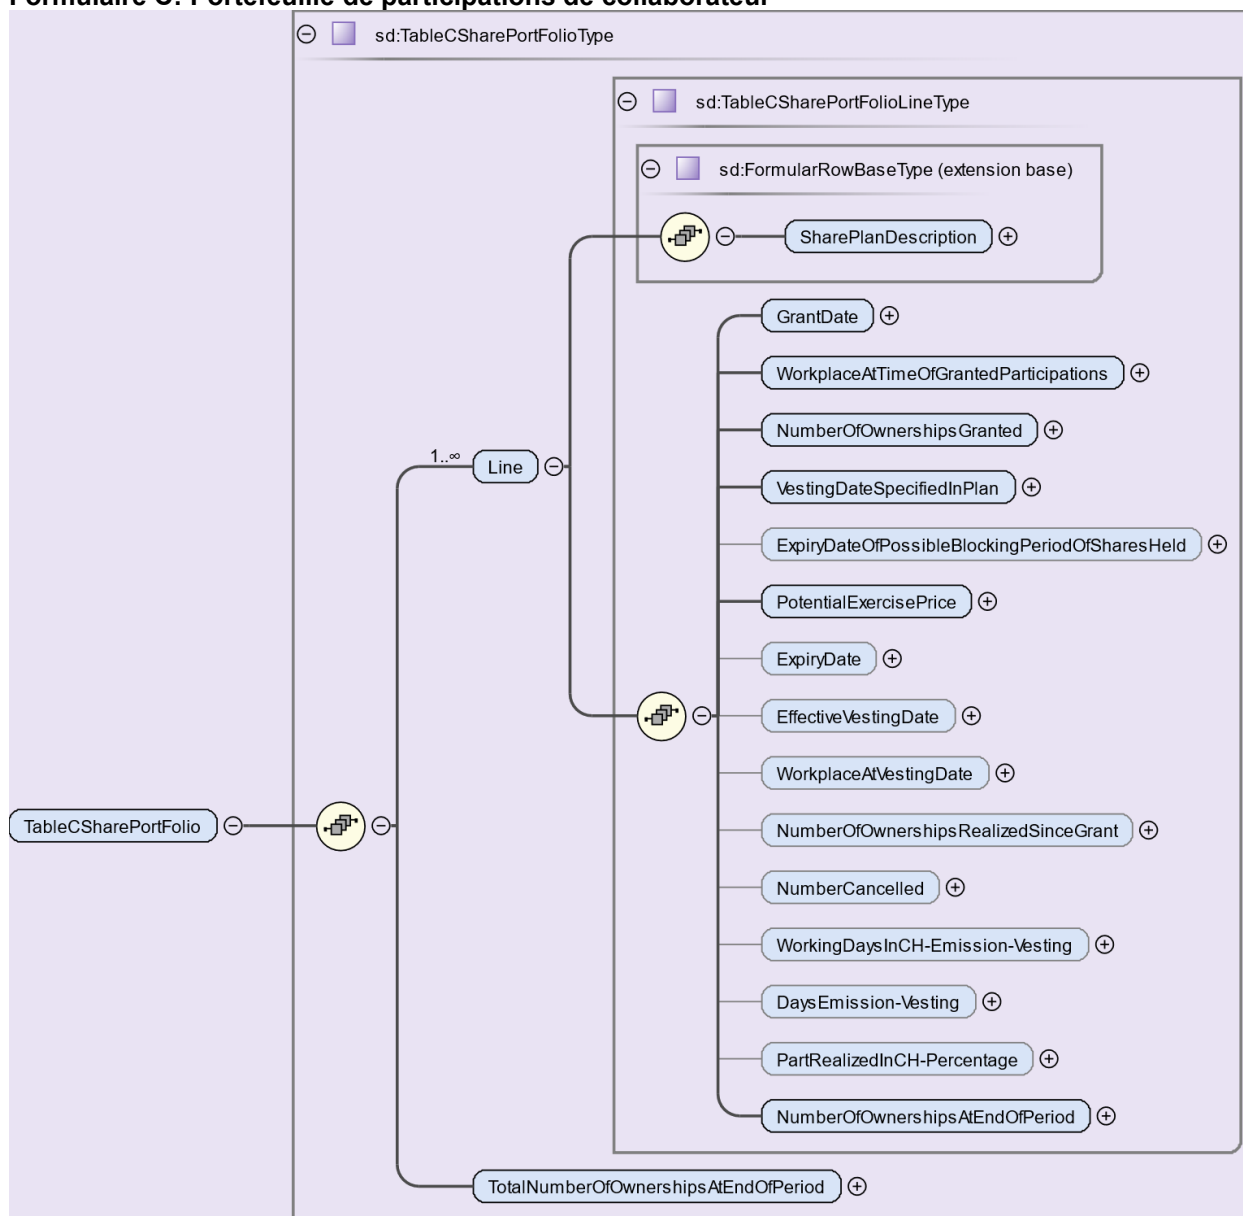 Formulaire C: Portefeuille de participations de collaborateur
sd:TableCSharePortFolioType
sd:TableCSharePortFolioLineType
sd:FormularRowBaseType (extension base)
SharePlanDescription
GrantDate
WorkplaceAtTimeOfGrantedParticipations
NumberOfOwnershipsGranted
1..∞
Line
VestingDateSpecifiedInPlan
ExpiryDateOfPossibleBlockingPeriodOfSharesHeld
PotentialExercisePrice
ExpiryDate
EffectiveVestingDate
WorkplaceAtVestingDate
TableCSharePortFolio
NumberOfOwnershipsRealizedSinceGrant
NumberCancelled
WorkingDaysInCH-Emission-Vesting
DaysEmission-Vesting
PartRealizedInCH-Percentage
NumberOfOwnershipsAtEndOfPeriod
TotalNumberOfOwnershipsAtEndOfPeriod